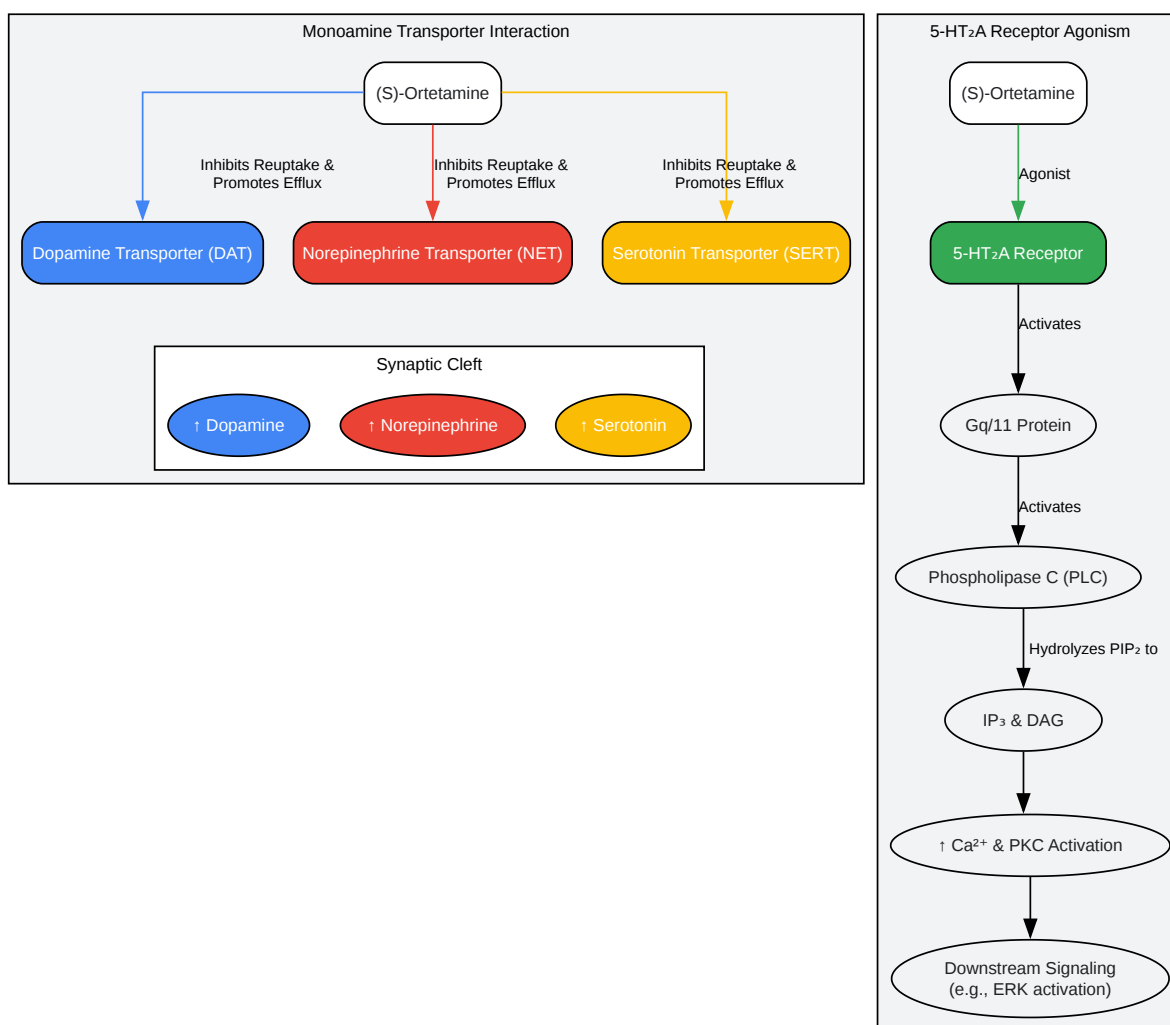 Monoamine Transporter Interaction
(S)-Ortetamine
Inhibits Reuptake &
Promotes Efflux
Inhibits Reuptake &
Promotes Efflux
Inhibits Reuptake &
Promotes Efflux
Dopamine Transporter (DAT)
Norepinephrine Transporter (NET)
Serotonin Transporter (SERT)
Synaptic Cleft
↑ Dopamine
↑ Norepinephrine
↑ Serotonin
5-HT₂A Receptor Agonism
(S)-Ortetamine
Agonist
5-HT₂A Receptor
Activates
Gq/11 Protein
Activates
Phospholipase C (PLC)
Hydrolyzes PIP₂ to
IP₃ & DAG
↑ Ca²⁺ & PKC Activation
Downstream Signaling
(e.g., ERK activation)